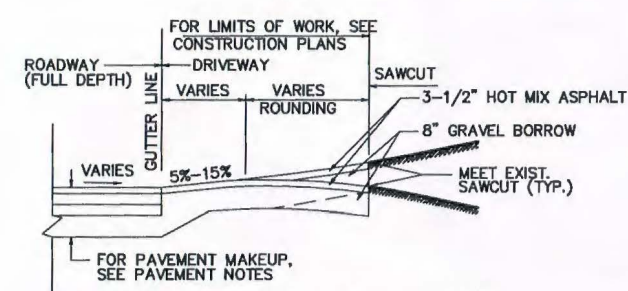 FOR LIMITS OF WORK, SEE
CONSTRUCTION PLANS
ROADWAY
(FULL DEPTH)
DRIVEWAY
GUTTER LINE
VARIES
VARIES
ROUNDING
SAWCUT
3-1/2" HOT MIX ASPHALT
8" GRAVEL BORROW
VARIES
5%-15%
MEET EXIST.
SAWCUT (TYP.)
FOR PAVEMENT MAKEUP,
SEE PAVEMENT NOTES